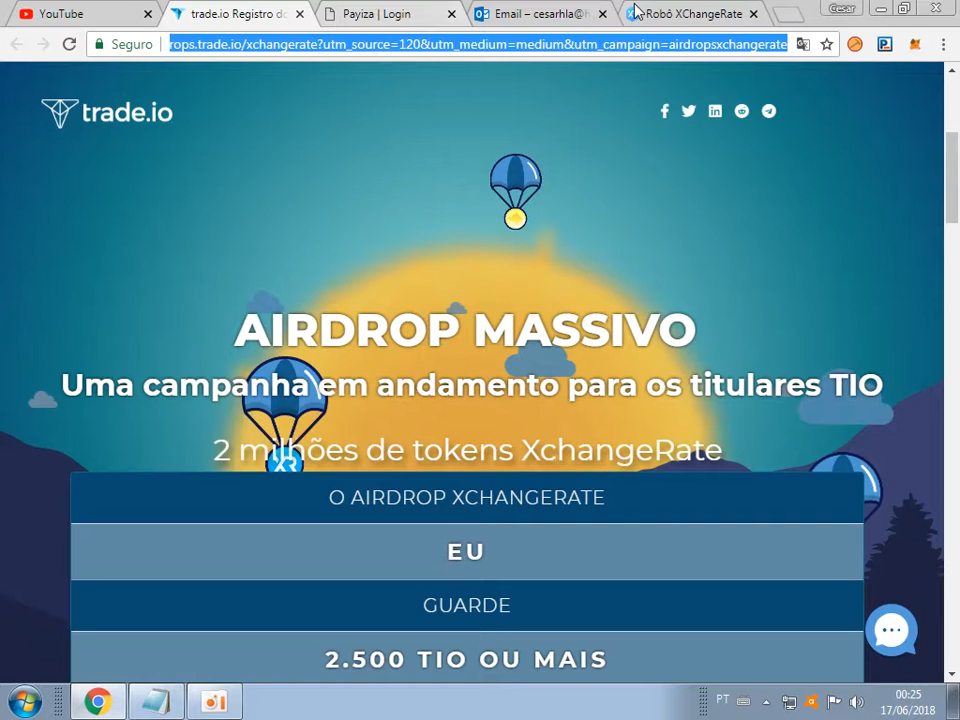 YouTube
trade.io Registro do
Payiza | Login
Email – cesarhla@h
Robô XChangeRate
Cesar
Seguro
rops.trade.io/xchangerate?utm_source=120&utm_medium=medium&utm_campaign=airdropsxchangerate
trade.io
AIRDROP MASSIVO
Uma campanha em andamento para os titulares TIO
2 milhões de tokens XchangeRate
O AIRDROP XCHANGERATE
EU
GUARDE
2.500 TIO OU MAIS
PT
00:25
17/06/2018